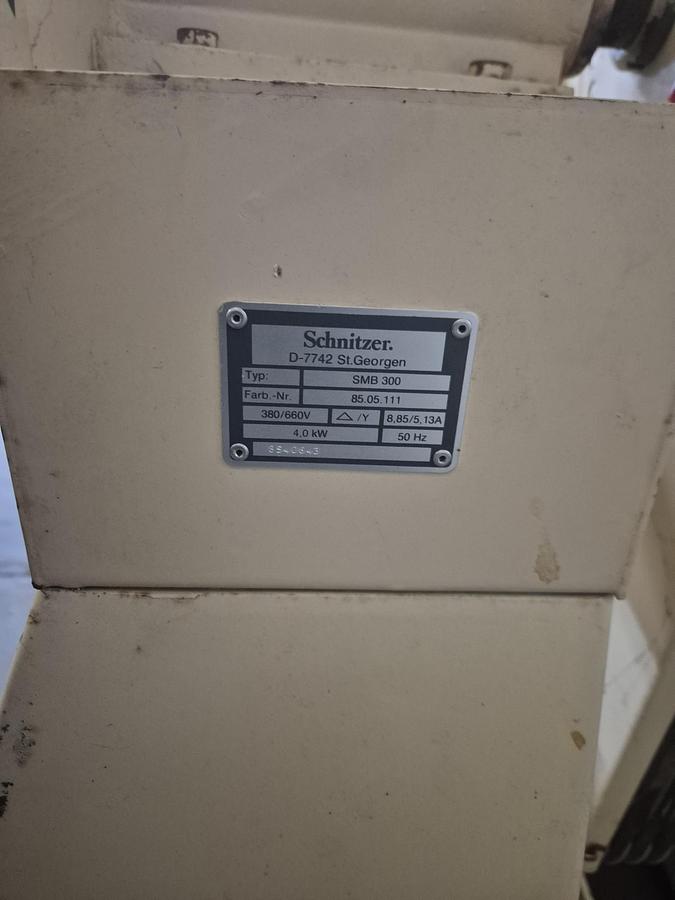 Schnitzer.
D-7742 St.Georgen
Typ: SMB 300
Farb.-Nr. 85.05.111
380/660V △/Y 8,85/5,13A
4,0 kW 50 Hz
8540643